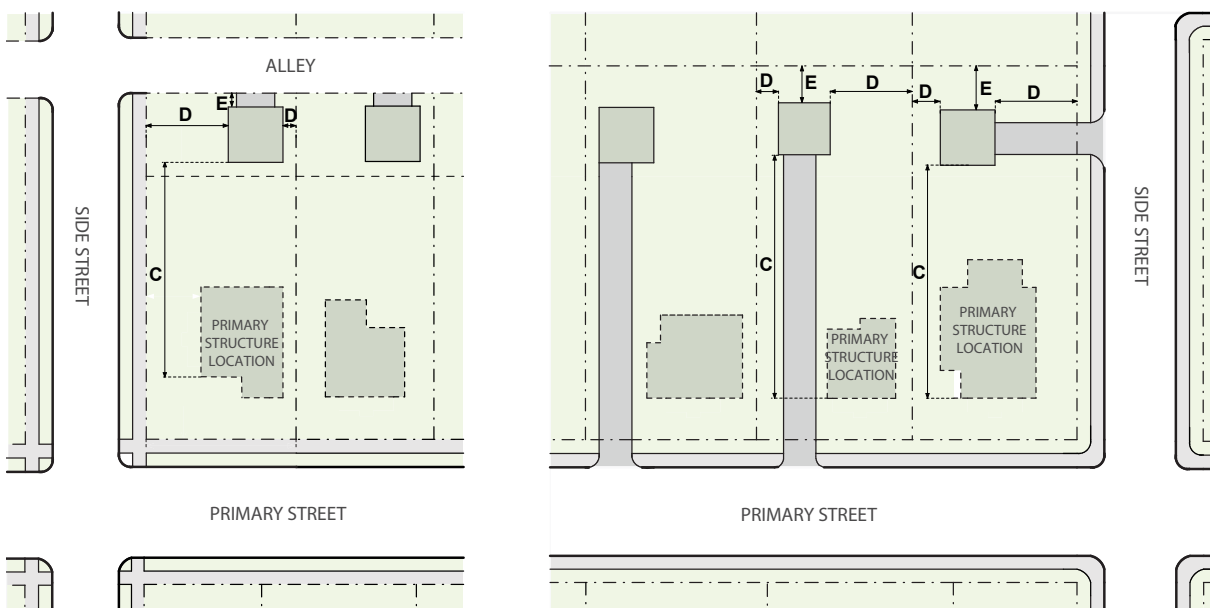 ALLEY
E
D
D
C
SIDE STREET
PRIMARY
STRUCTURE
LOCATION
PRIMARY STREET
D
E
D
D
E
D
C
C
PRIMARY
STRUCTURE
LOCATION
PRIMARY
STRUCTURE
LOCATION
SIDE STREET
PRIMARY STREET